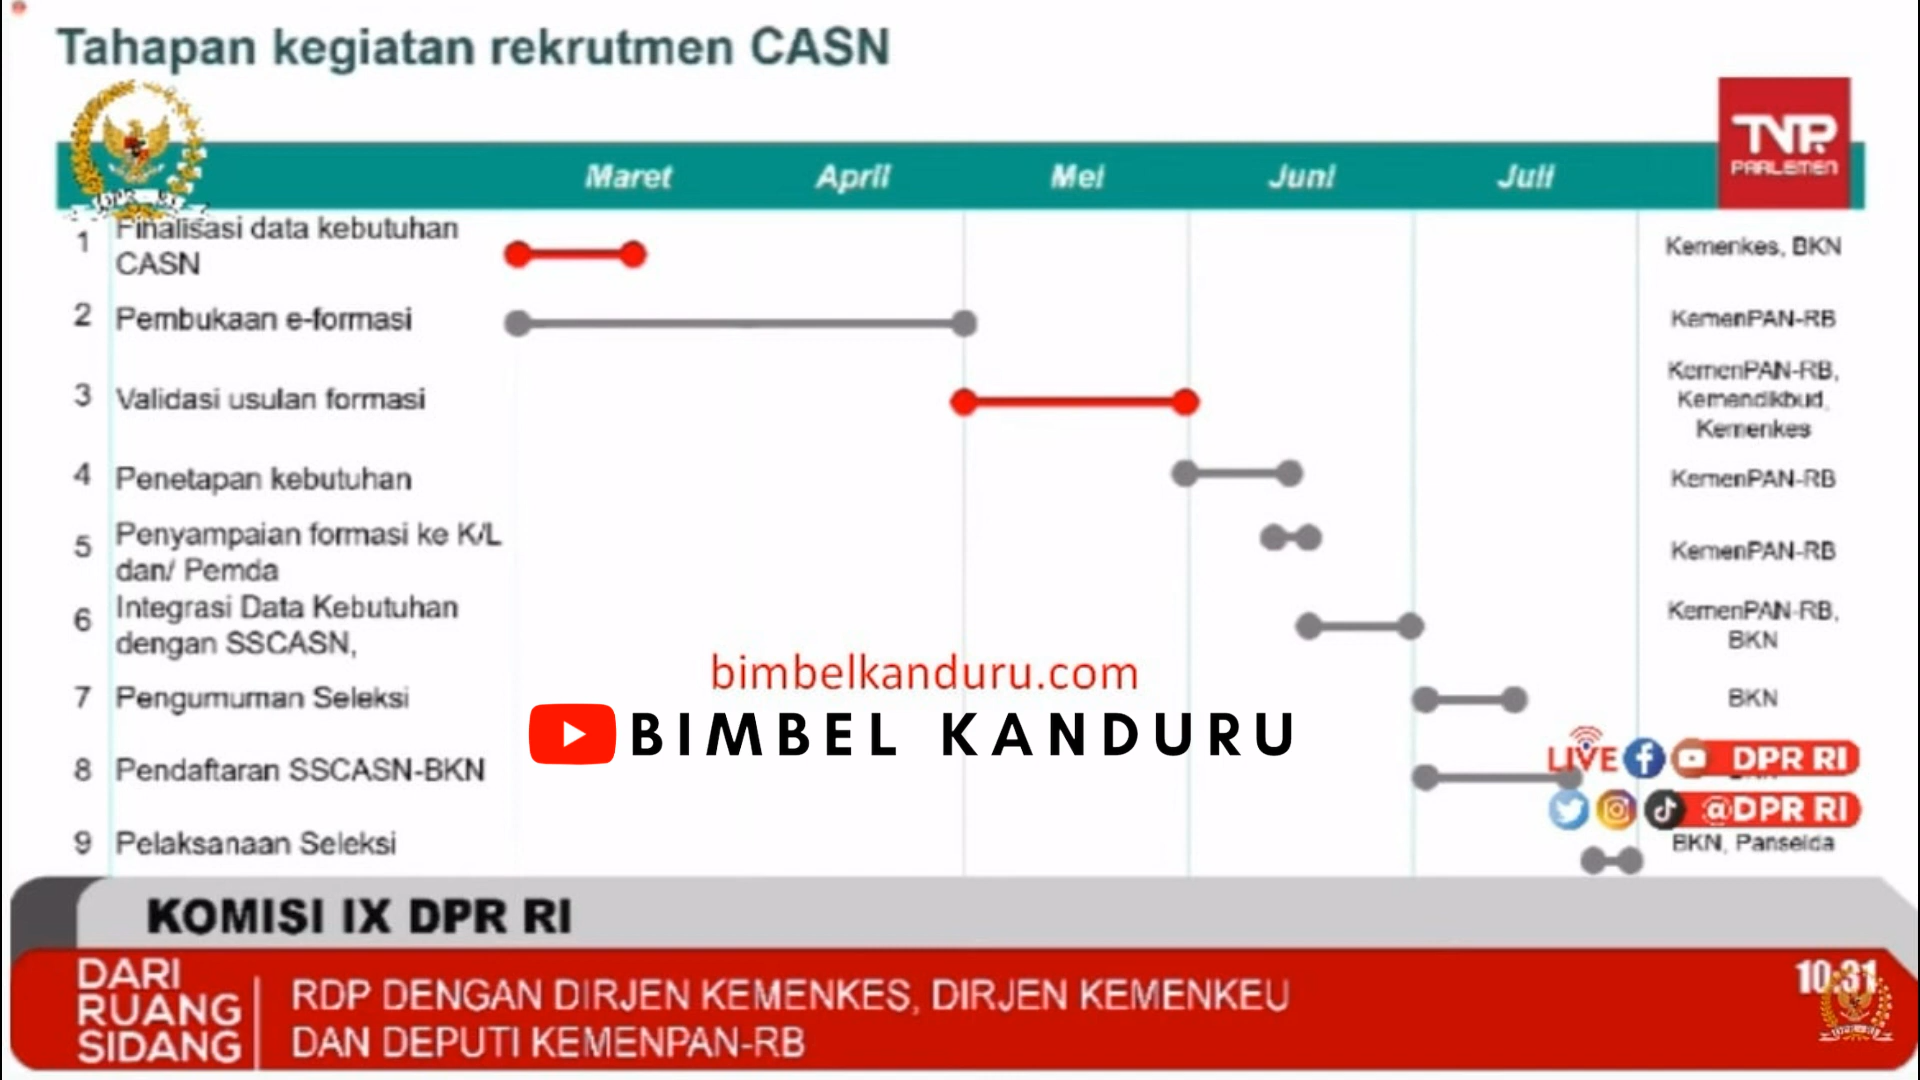 Tahapan kegiatan rekrutmen CASN
TVP
PARLEMEN
Maret April Mei Juni Juli
1 Finalisasi data kebutuhan
CASN
Kemenkes, BKN
2 Pembukaan e-formasi
KemenPAN-RB
3 Validasi usulan formasi
KemenPAN-RB,
Kemendikbud,
Kemenkes
4 Penetapan kebutuhan
KemenPAN-RB
5 Penyampaian formasi ke K/L
dan/ Pemda
KemenPAN-RB
6 Integrasi Data Kebutuhan
dengan SSCASN,
KemenPAN-RB,
BKN
bimbelkanduru.com
7 Pengumuman Seleksi
BKN
BIMBEL KANDURU
8 Pendaftaran SSCASN-BKN
LIVE DPR RI
@DPR RI
9 Pelaksanaan Seleksi
BKN, Panselda
KOMISI IX DPR RI
DARI
RUANG
SIDANG
RDP DENGAN DIRJEN KEMENKES, DIRJEN KEMENKEU
DAN DEPUTI KEMENPAN-RB
10:31
DPR RI